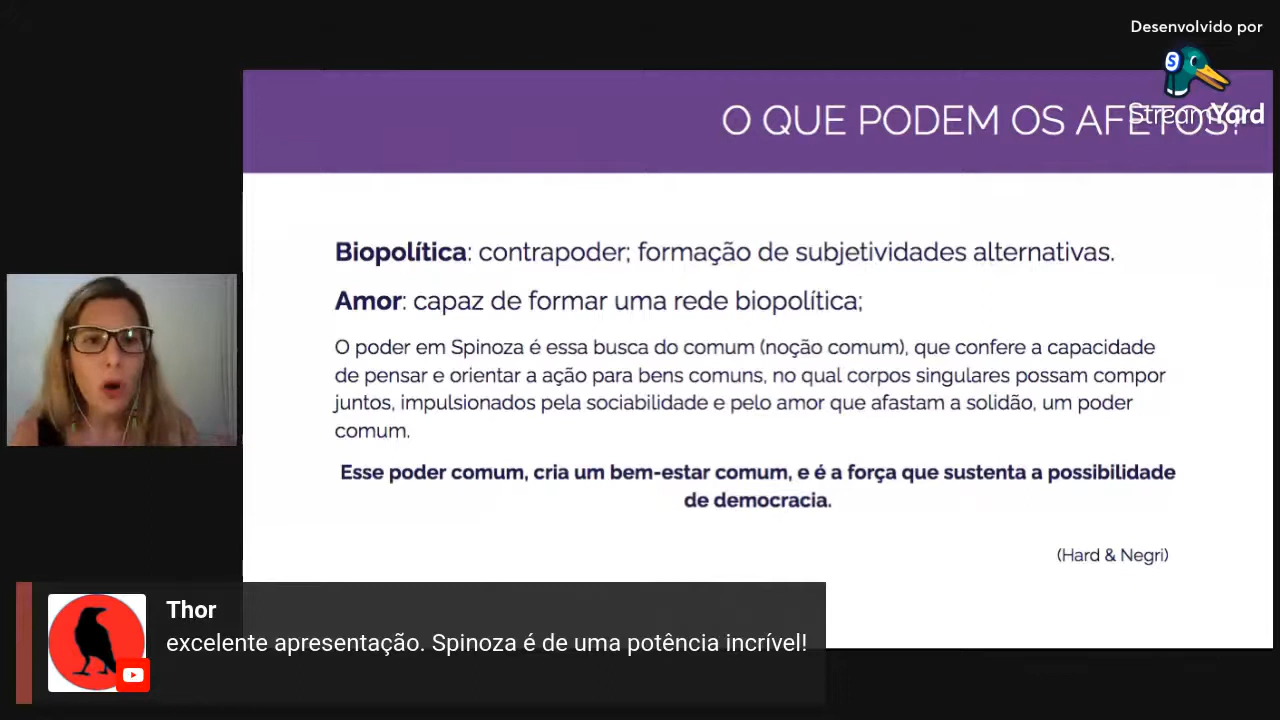 Desenvolvido por
StreamYard
O QUE PODEM OS AFETOS?
Biopolítica: contrapoder; formação de subjetividades alternativas.
Amor: capaz de formar uma rede biopolítica;
O poder em Spinoza é essa busca do comum (noção comum), que confere a capacidade
de pensar e orientar a ação para bens comuns, no qual corpos singulares possam compor
juntos, impulsionados pela sociabilidade e pelo amor que afastam a solidão, um poder
comum.
Esse poder comum, cria um bem-estar comum, e é a força que sustenta a possibilidade
de democracia.
(Hard & Negri)
Thor
excelente apresentação. Spinoza é de uma potência incrível!